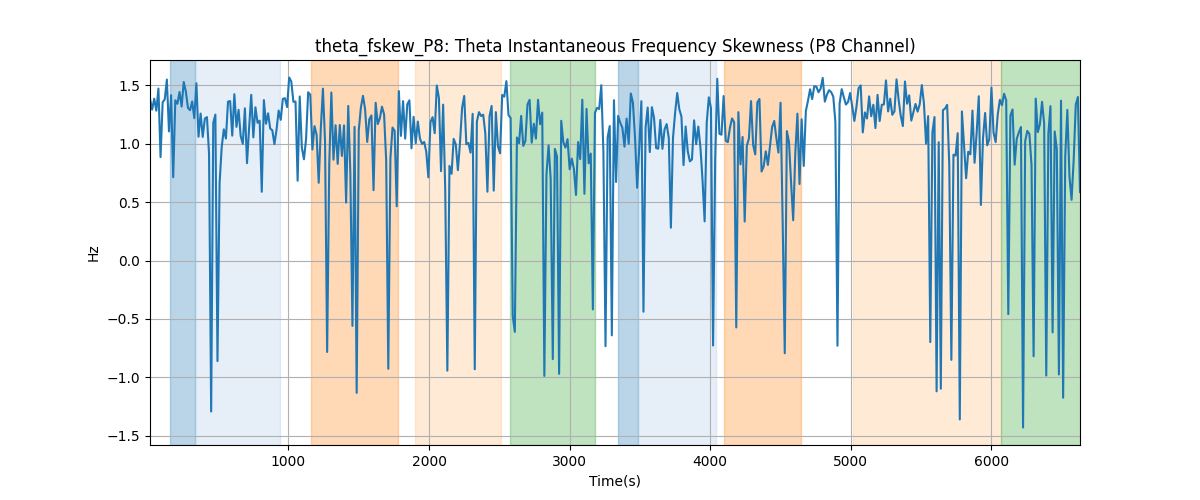 theta_fskew_P8: Theta Instantaneous Frequency Skewness (P8 Channel)
1.5
1.0
0.5
0.0
−0.5
−1.0
−1.5
Hz
1000 2000 3000 4000 5000 6000
Time(s)